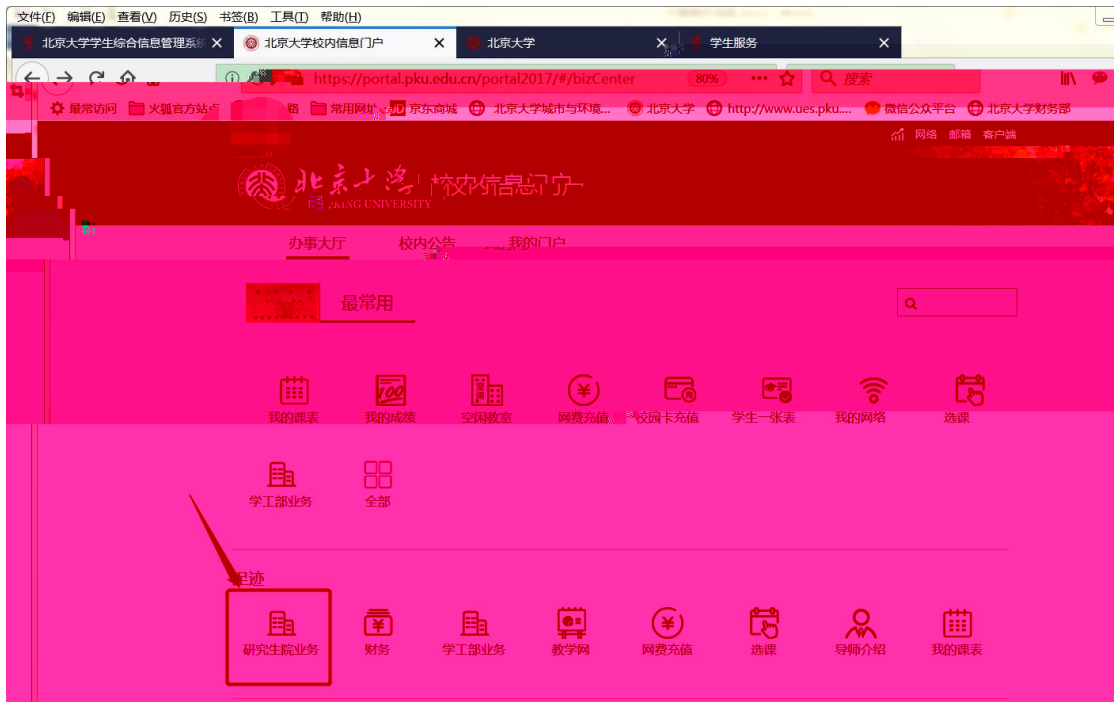 文件(F) 编辑(E) 查看(V) 历史(S) 书签(B) 工具(T) 帮助(H)
北京大学学生综合信息管理系统 北京大学校内信息门户 北京大学 学生服务
https://portal.pku.edu.cn/portal2017/#/bizCenter 80% 搜索
最常访问 火狐官方站点 常用网址 JD 京东商城 北京大学城市与环境... 北京大学 http://www.ues.pku.... 微信公众平台 北京大学财务部
网络 邮箱 客户端
北京大学 校内信息门户
PEKING UNIVERSITY
办事大厅 校内公告 我的门户
最常用
我的课表 我的成绩 空闲教室 网费充值 校园卡充值 学生一张表 我的网络 选课
学工部业务 全部
足迹
研究生院业务 财务 学工部业务 教学网 网费充值 选课 导师介绍 我的课表